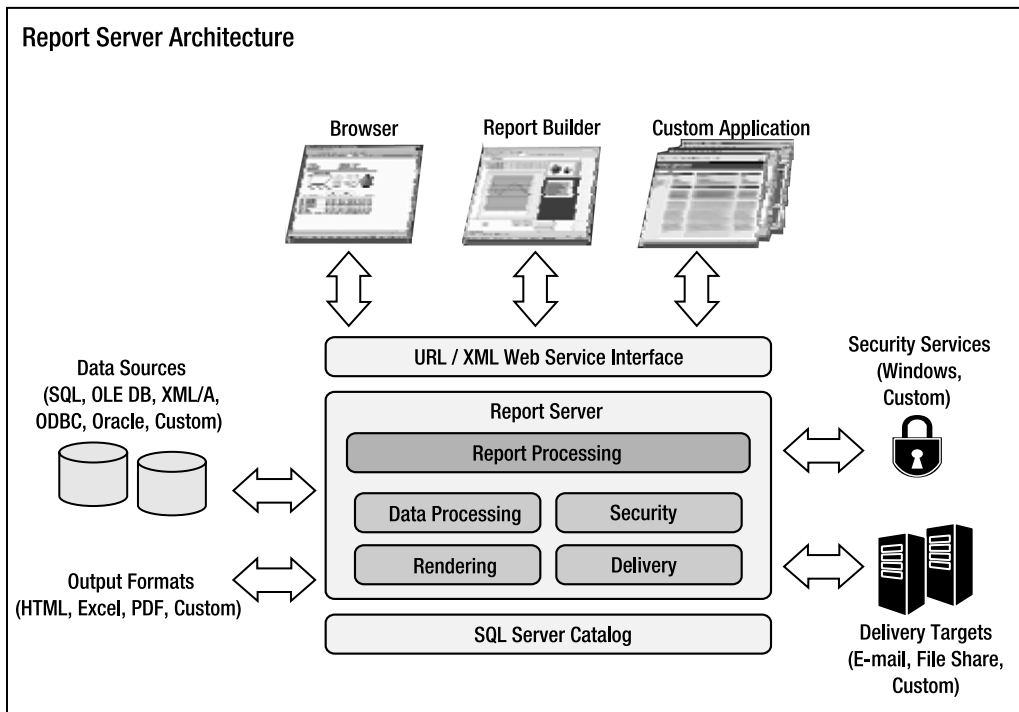 Report Server Architecture
Browser
Report Builder
Custom Application
URL / XML Web Service Interface
Data Sources
(SQL, OLE DB, XML/A,
ODBC, Oracle, Custom)
Security Services
(Windows,
Custom)
Report Server
Report Processing
Data Processing
Security
Rendering
Delivery
Output Formats
(HTML, Excel, PDF, Custom)
SQL Server Catalog
Delivery Targets
(E-mail, File Share,
Custom)